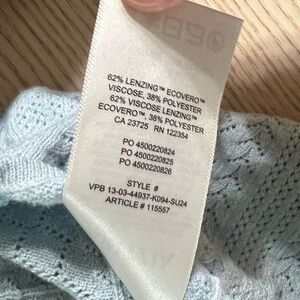 62% LENZING™ ECOVERO™
VISCOSE, 38% POLYESTER
62% VISCOSE LENZING™
ECOVERO™, 38% POLYESTER
CA 23725 RN 122354
PO 4500220824
PO 4500220825
PO 4500220826
STYLE #
VPB 13-03-44937-K094-SU24
ARTICLE # 115557